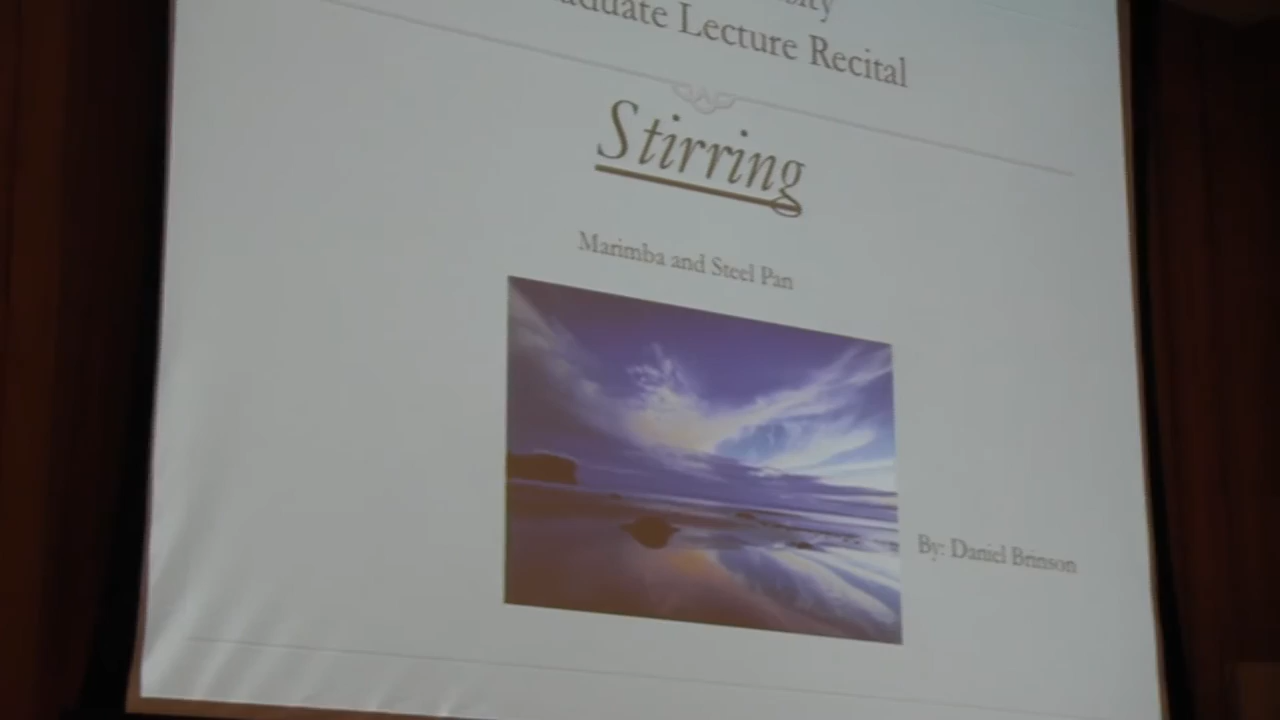 Lecture Recital
Stirring
Marimba and Steel Pan
By: Daniel Brinson